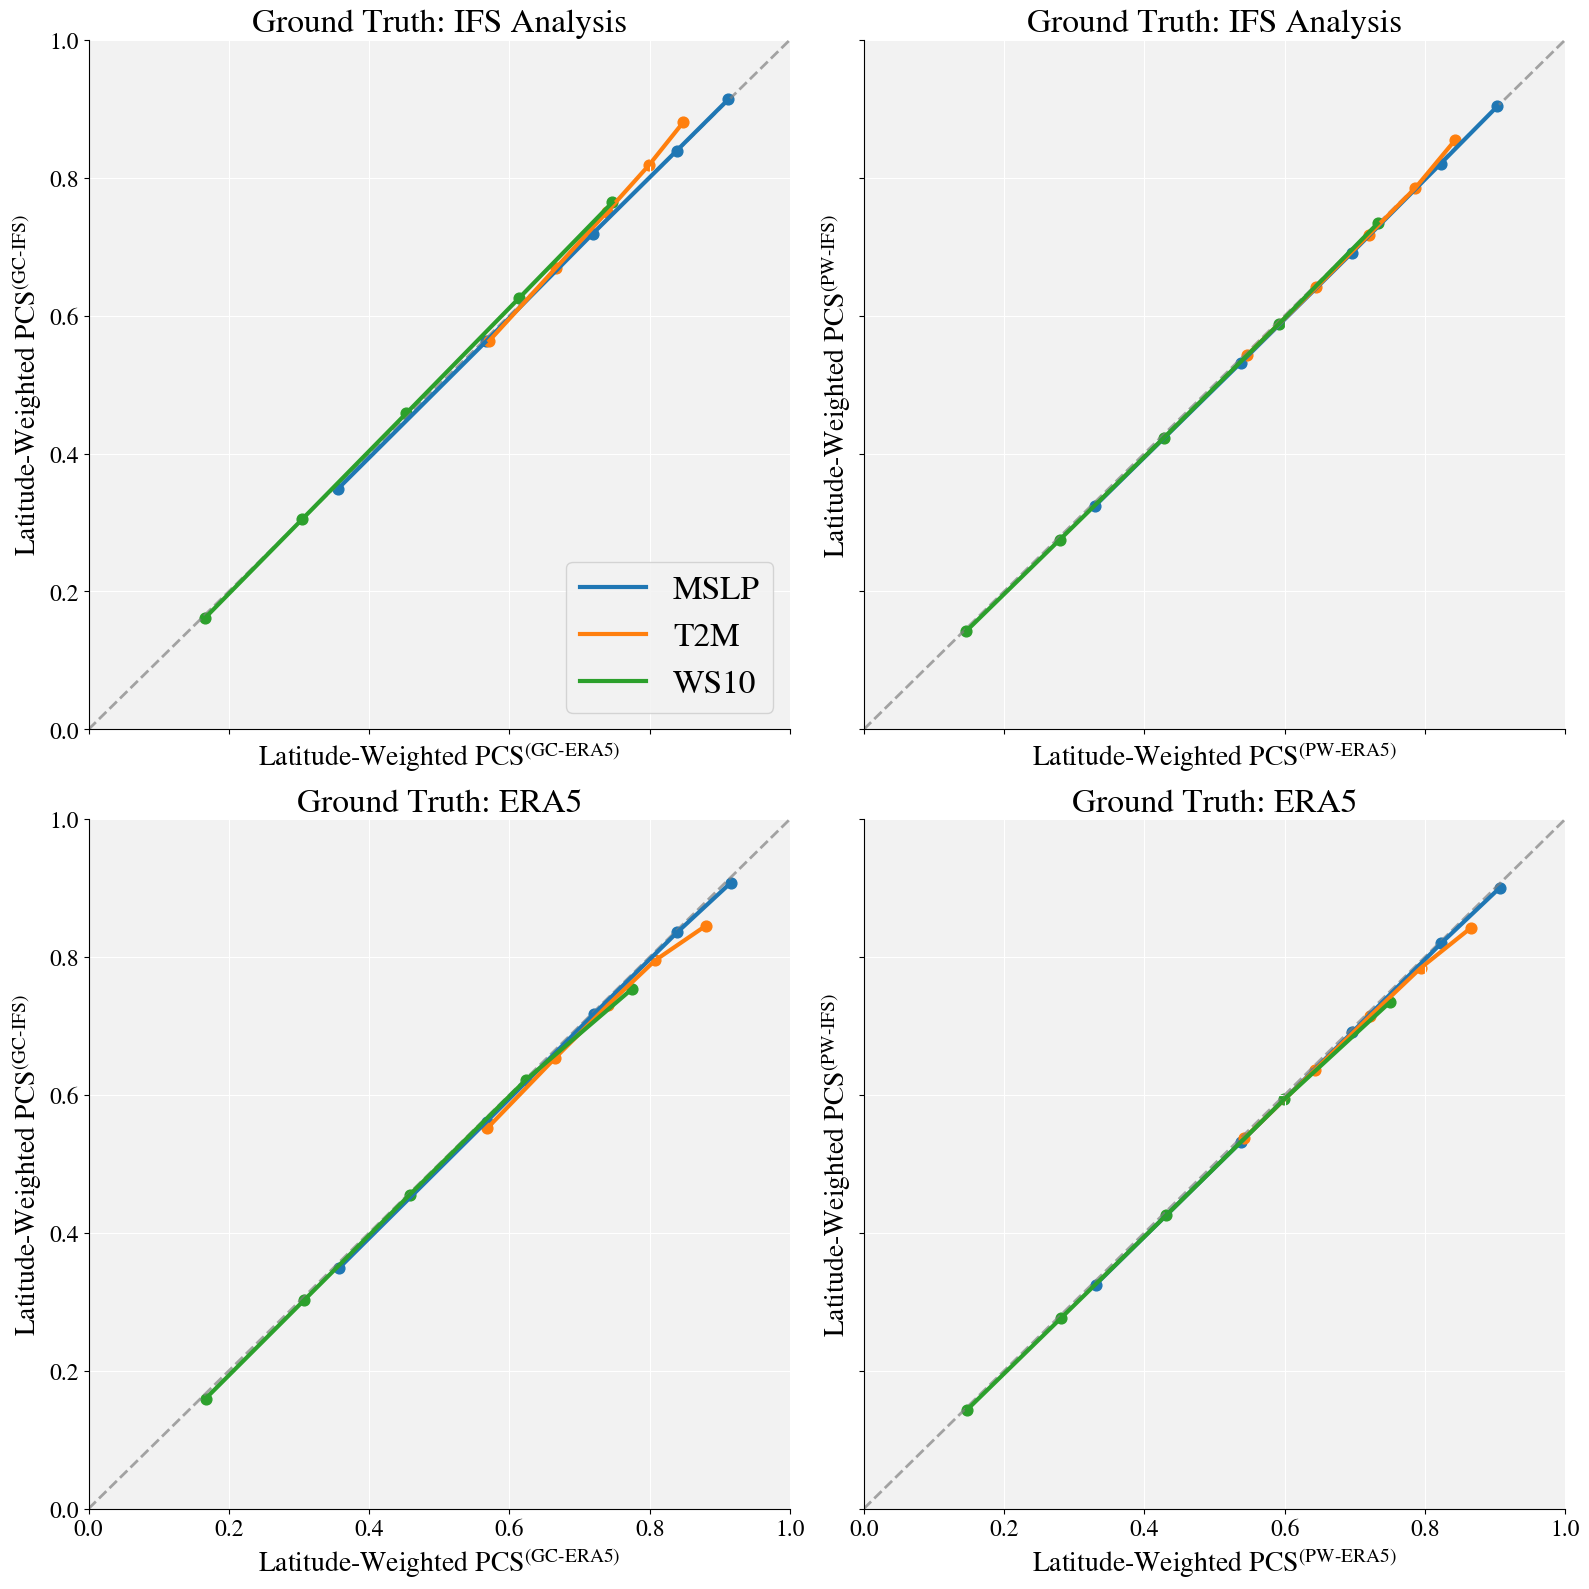 Ground Truth: IFS Analysis
Ground Truth: IFS Analysis
1.0
0.8
0.6
0.4
0.2
0.0
Latitude-Weighted PCS(GC-IFS)
MSLP
T2M
WS10
Latitude-Weighted PCS(GC-ERA5)
Latitude-Weighted PCS(PW-IFS)
Latitude-Weighted PCS(PW-ERA5)
Ground Truth: ERA5
Ground Truth: ERA5
1.0
0.8
0.6
0.4
0.2
0.0
Latitude-Weighted PCS(GC-IFS)
0.0 0.2 0.4 0.6 0.8 1.0
Latitude-Weighted PCS(GC-ERA5)
Latitude-Weighted PCS(PW-IFS)
0.0 0.2 0.4 0.6 0.8 1.0
Latitude-Weighted PCS(PW-ERA5)